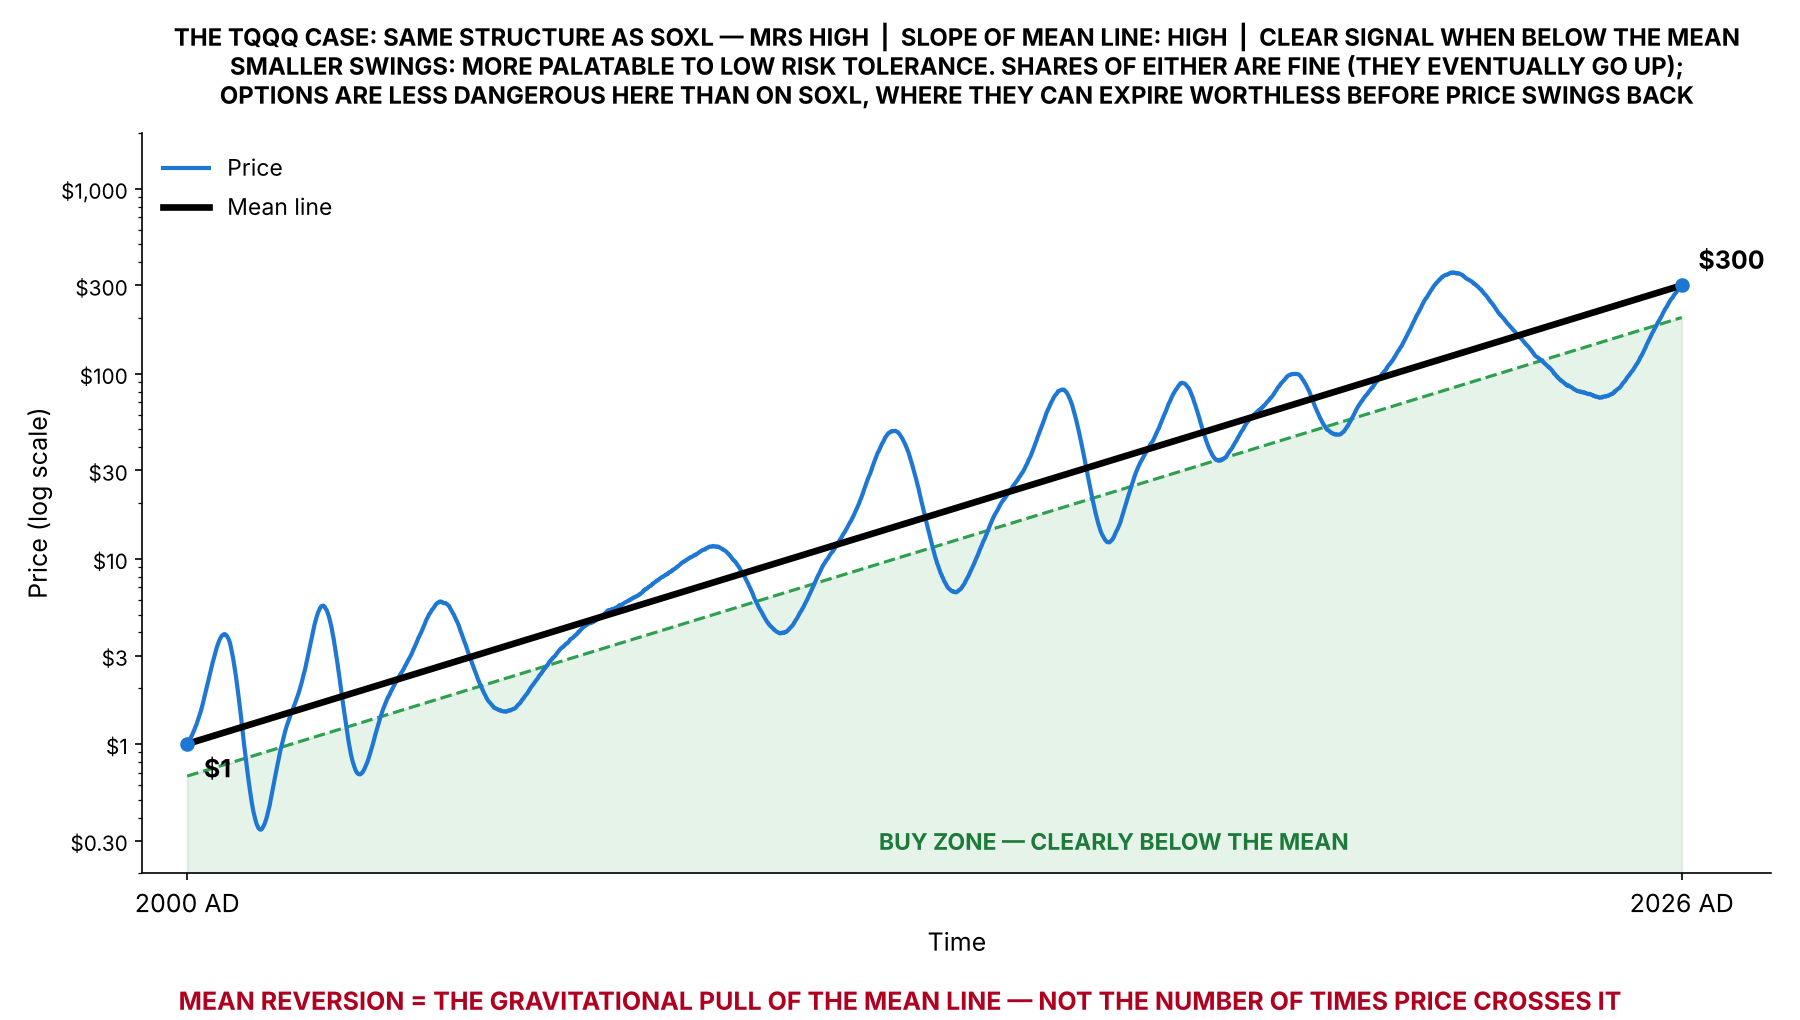 THE TQQQ CASE: SAME STRUCTURE AS SOXL — MRS HIGH | SLOPE OF MEAN LINE: HIGH | CLEAR SIGNAL WHEN BELOW THE MEAN
SMALLER SWINGS: MORE PALATABLE TO LOW RISK TOLERANCE. SHARES OF EITHER ARE FINE (THEY EVENTUALLY GO UP);
OPTIONS ARE LESS DANGEROUS HERE THAN ON SOXL, WHERE THEY CAN EXPIRE WORTHLESS BEFORE PRICE SWINGS BACK
Price
Mean line
$1,000
$300
$100
$30
$10
$3
$1
$0.30
Price (log scale)
$300
$1
BUY ZONE — CLEARLY BELOW THE MEAN
2000 AD
2026 AD
Time
MEAN REVERSION = THE GRAVITATIONAL PULL OF THE MEAN LINE — NOT THE NUMBER OF TIMES PRICE CROSSES IT